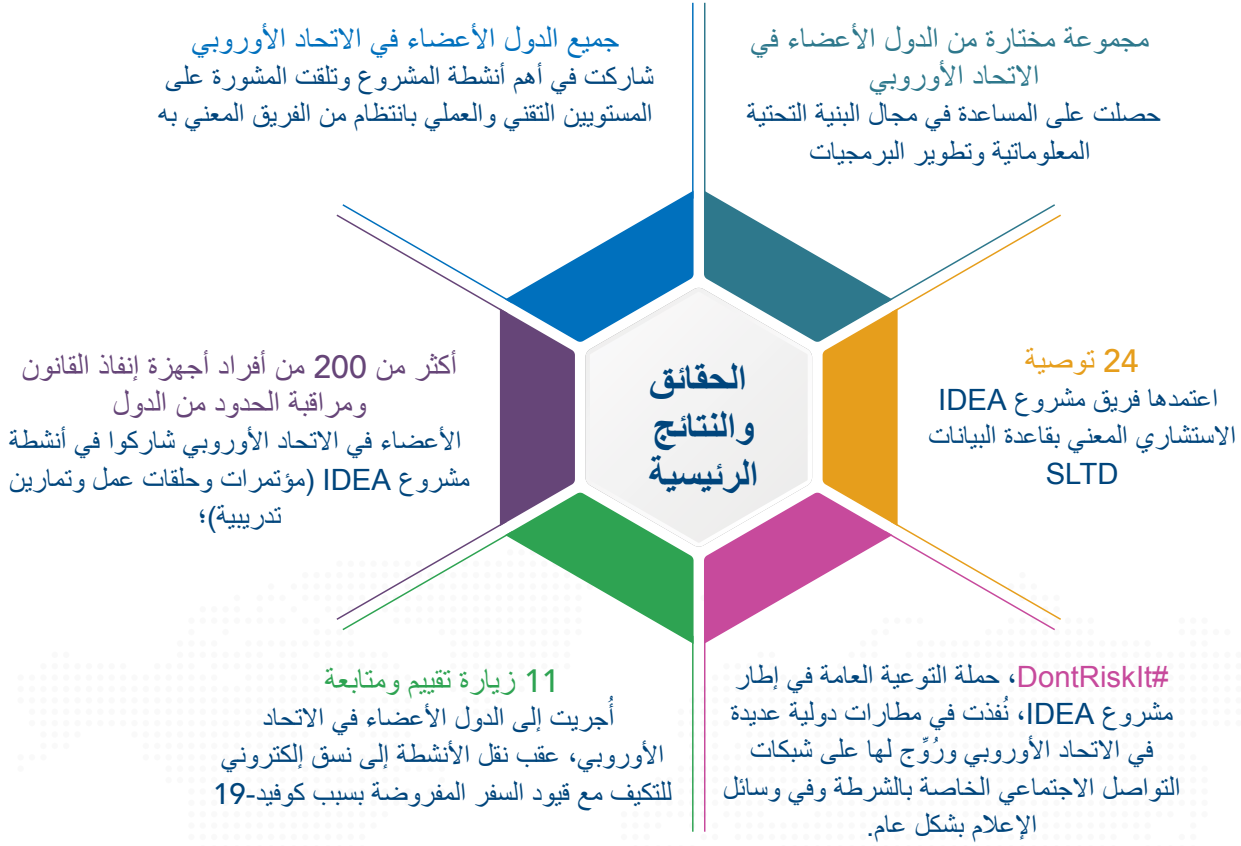 مجموعة مختارة من الدول الأعضاء في
الاتحاد الأوروبي
حصلت على المساعدة في مجال البنية التحتية
المعلوماتية وتطوير البرمجيات
جميع الدول الأعضاء في الاتحاد الأوروبي
شاركت في أهم أنشطة المشروع وتلقت المشورة على
المستويين التقني والعملي بانتظام من الفريق المعني به
الحقائق
والنتائج
الرئيسية
24 توصية
اعتمدها فريق مشروع IDEA
الاستشاري المعني بقاعدة البيانات
SLTD
أكثر من 200 من أفراد أجهزة إنفاذ القانون
ومراقبة الحدود من الدول
الأعضاء في الاتحاد الأوروبي شاركوا في أنشطة
مشروع IDEA (مؤتمرات وحلقات عمل وتمارين
تدريبية)؛
#DontRiskIt، حملة التوعية العامة في إطار
مشروع IDEA، نُفذت في مطارات دولية عديدة
في الاتحاد الأوروبي ورُوِّج لها على شبكات
التواصل الاجتماعي الخاصة بالشرطة وفي وسائل
الإعلام بشكل عام.
11 زيارة تقييم ومتابعة
أُجريت إلى الدول الأعضاء في الاتحاد
الأوروبي، عقب نقل الأنشطة إلى نسق إلكتروني
للتكيف مع قيود السفر المفروضة بسبب كوفيد-19